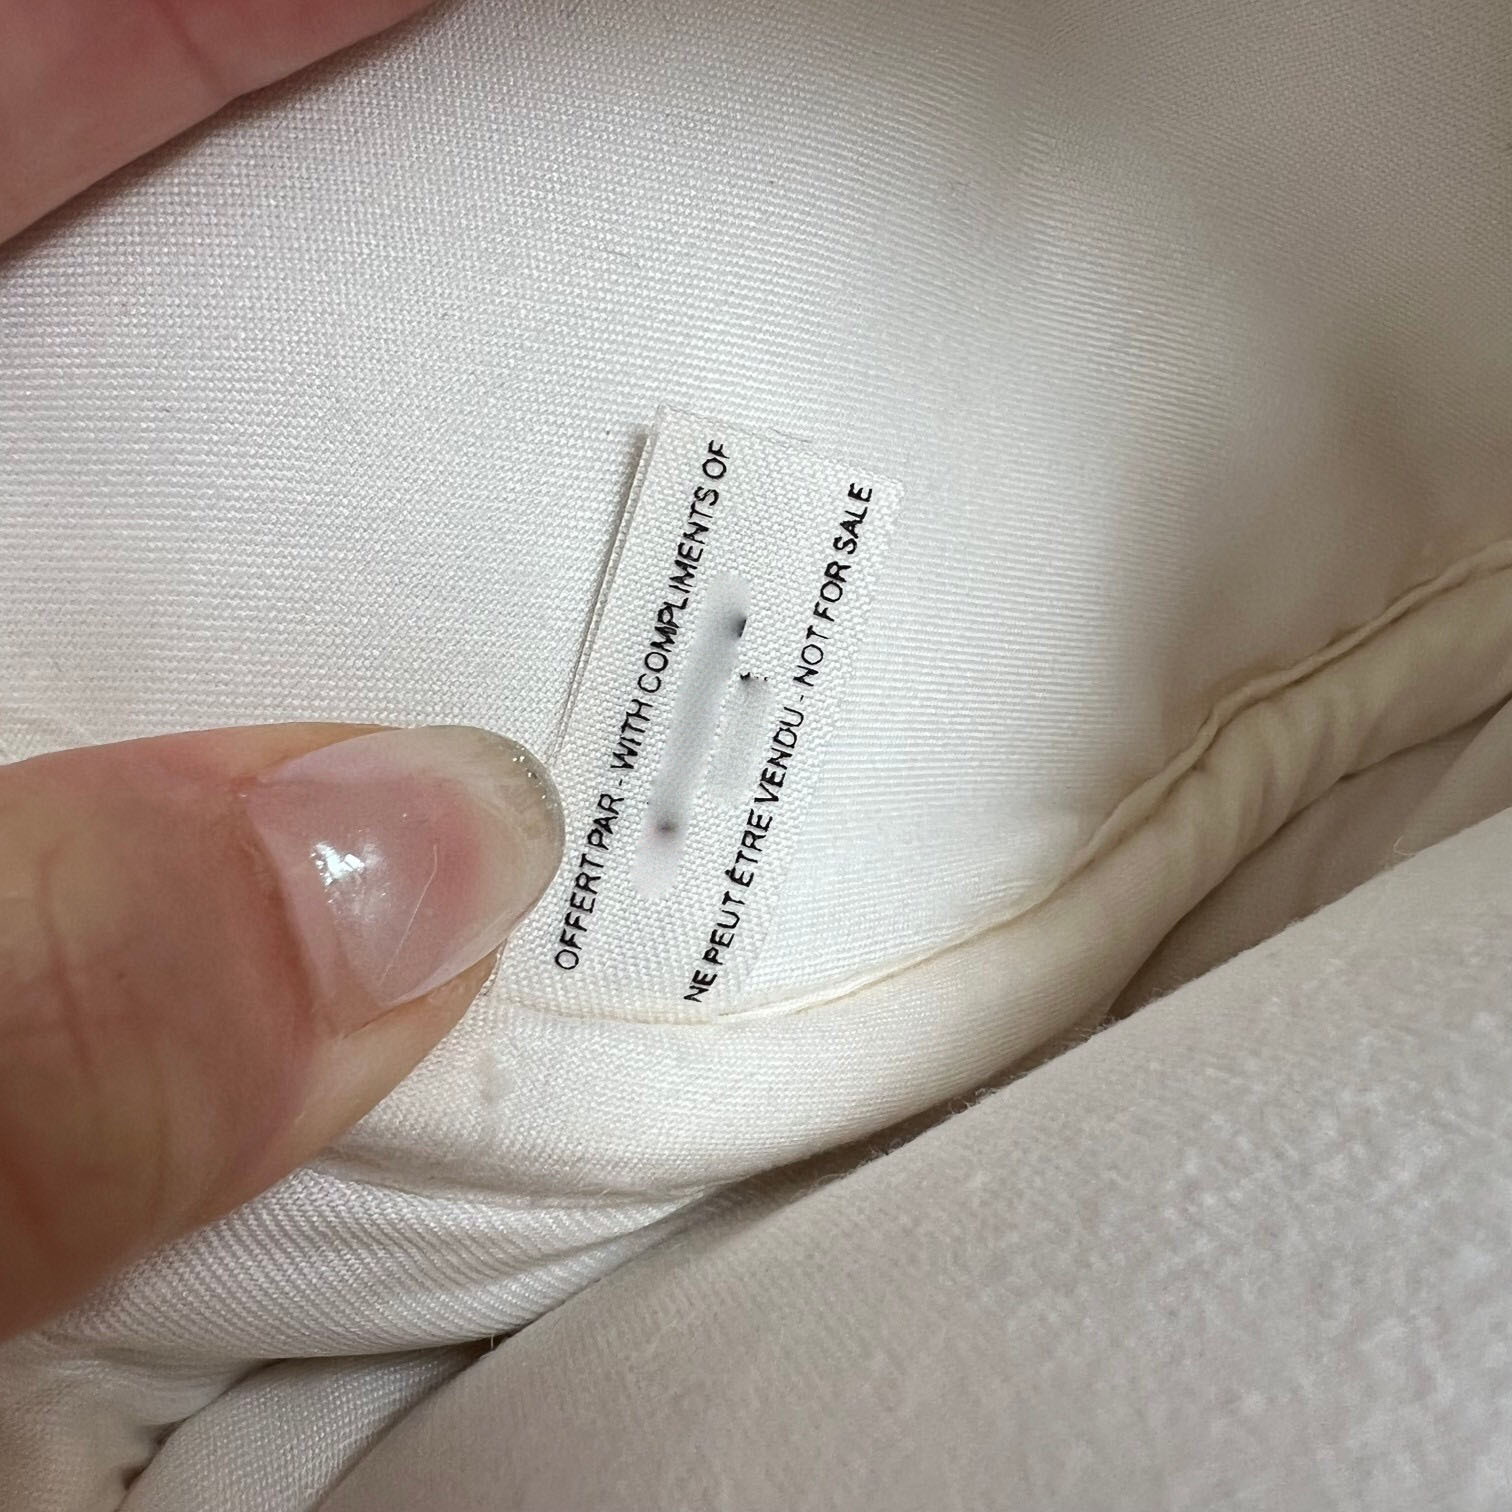 OFFERT PAR - WITH COMPLIMENTS OF
NE PEUT ÊTRE VENDU - NOT FOR SALE